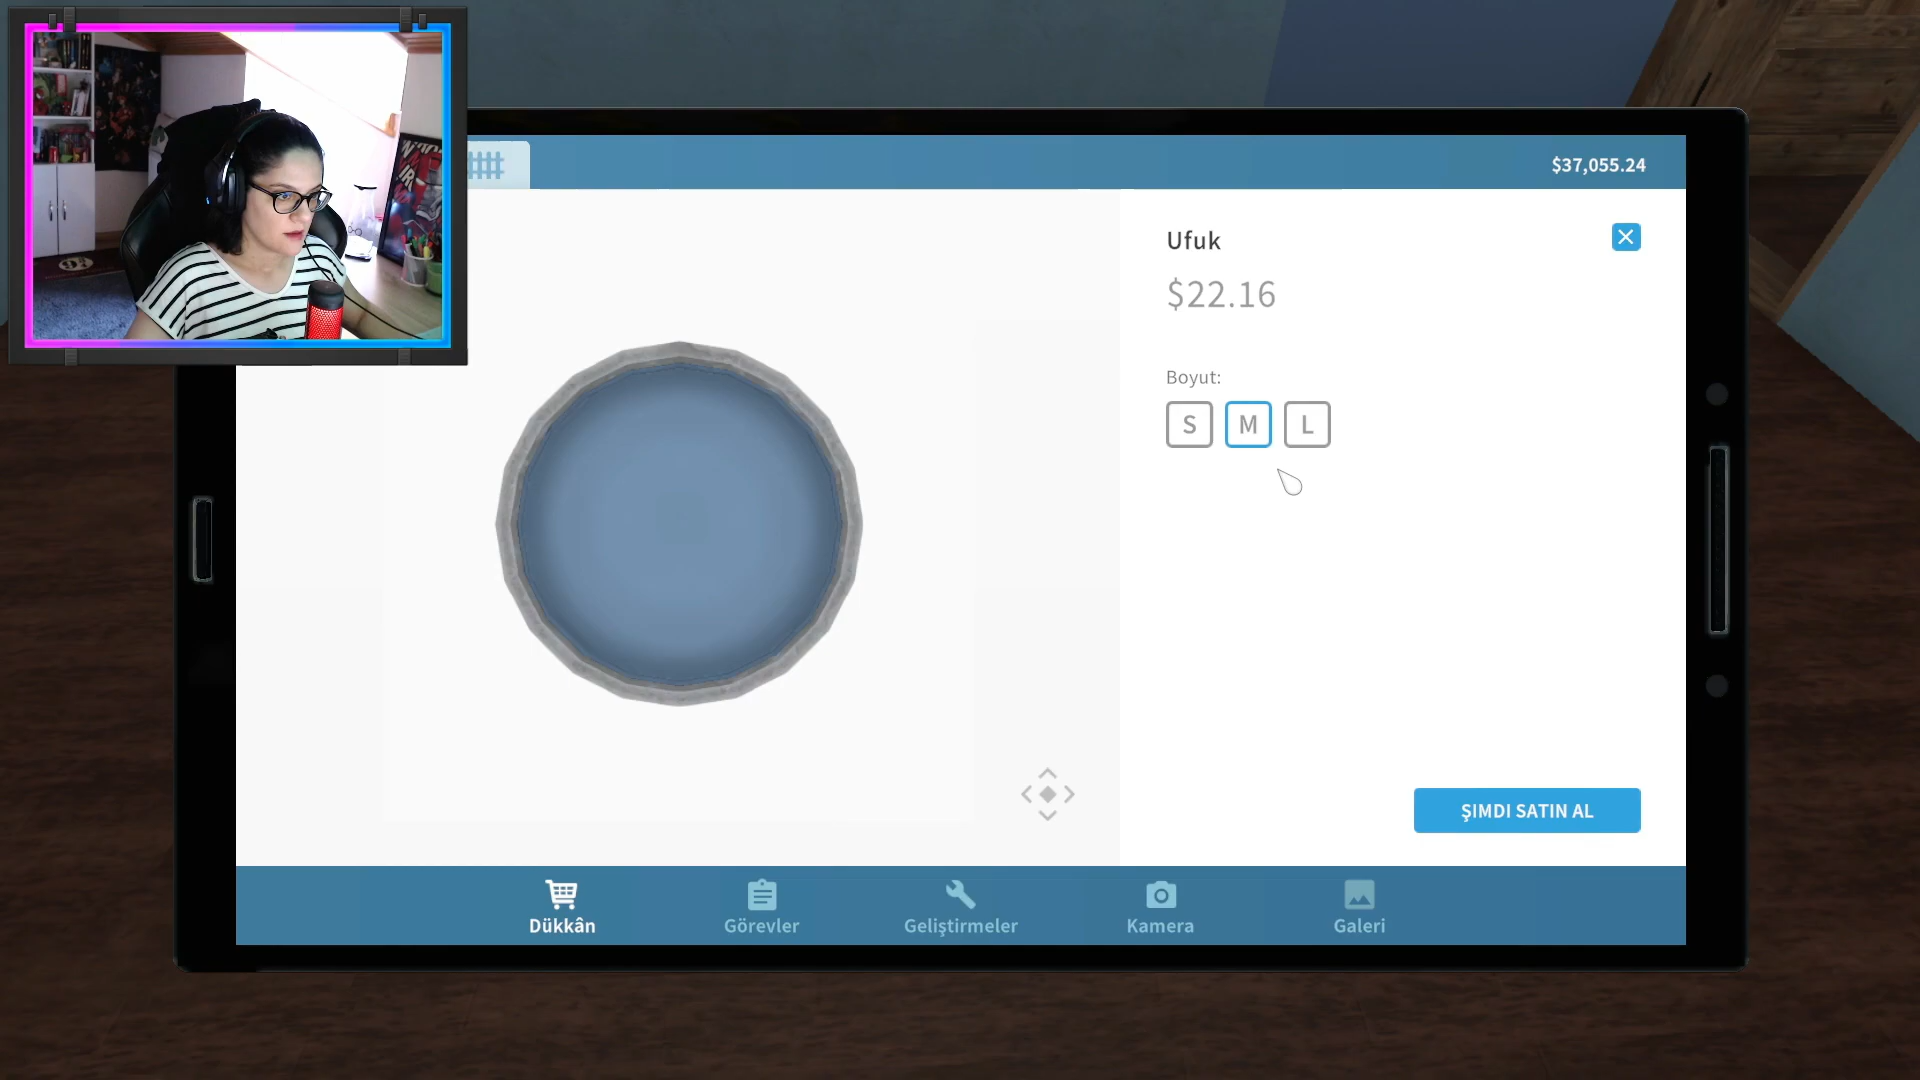 $37,055.24
Ufuk
$22.16
Boyut:
S M L
ŞIMDI SATIN AL
Dükkân
Görevler
Geliştirmeler
Kamera
Galeri